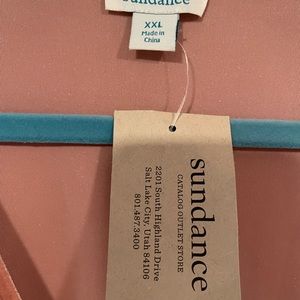 sundance
XXL
Made in
China
sundance
CATALOG OUTLET STORE
2201 South Highland Drive
Salt Lake City, Utah 84106
801.487.3400